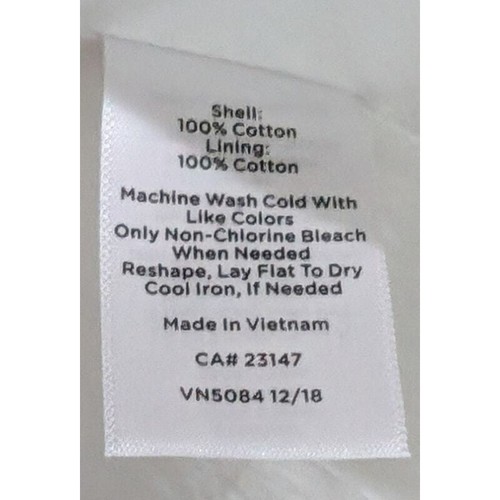 Shell:
100% Cotton
Lining:
100% Cotton
Machine Wash Cold With
Like Colors
Only Non-Chlorine Bleach
When Needed
Reshape, Lay Flat To Dry
Cool Iron, If Needed
Made In Vietnam
CA# 23147
VN5084 12/18